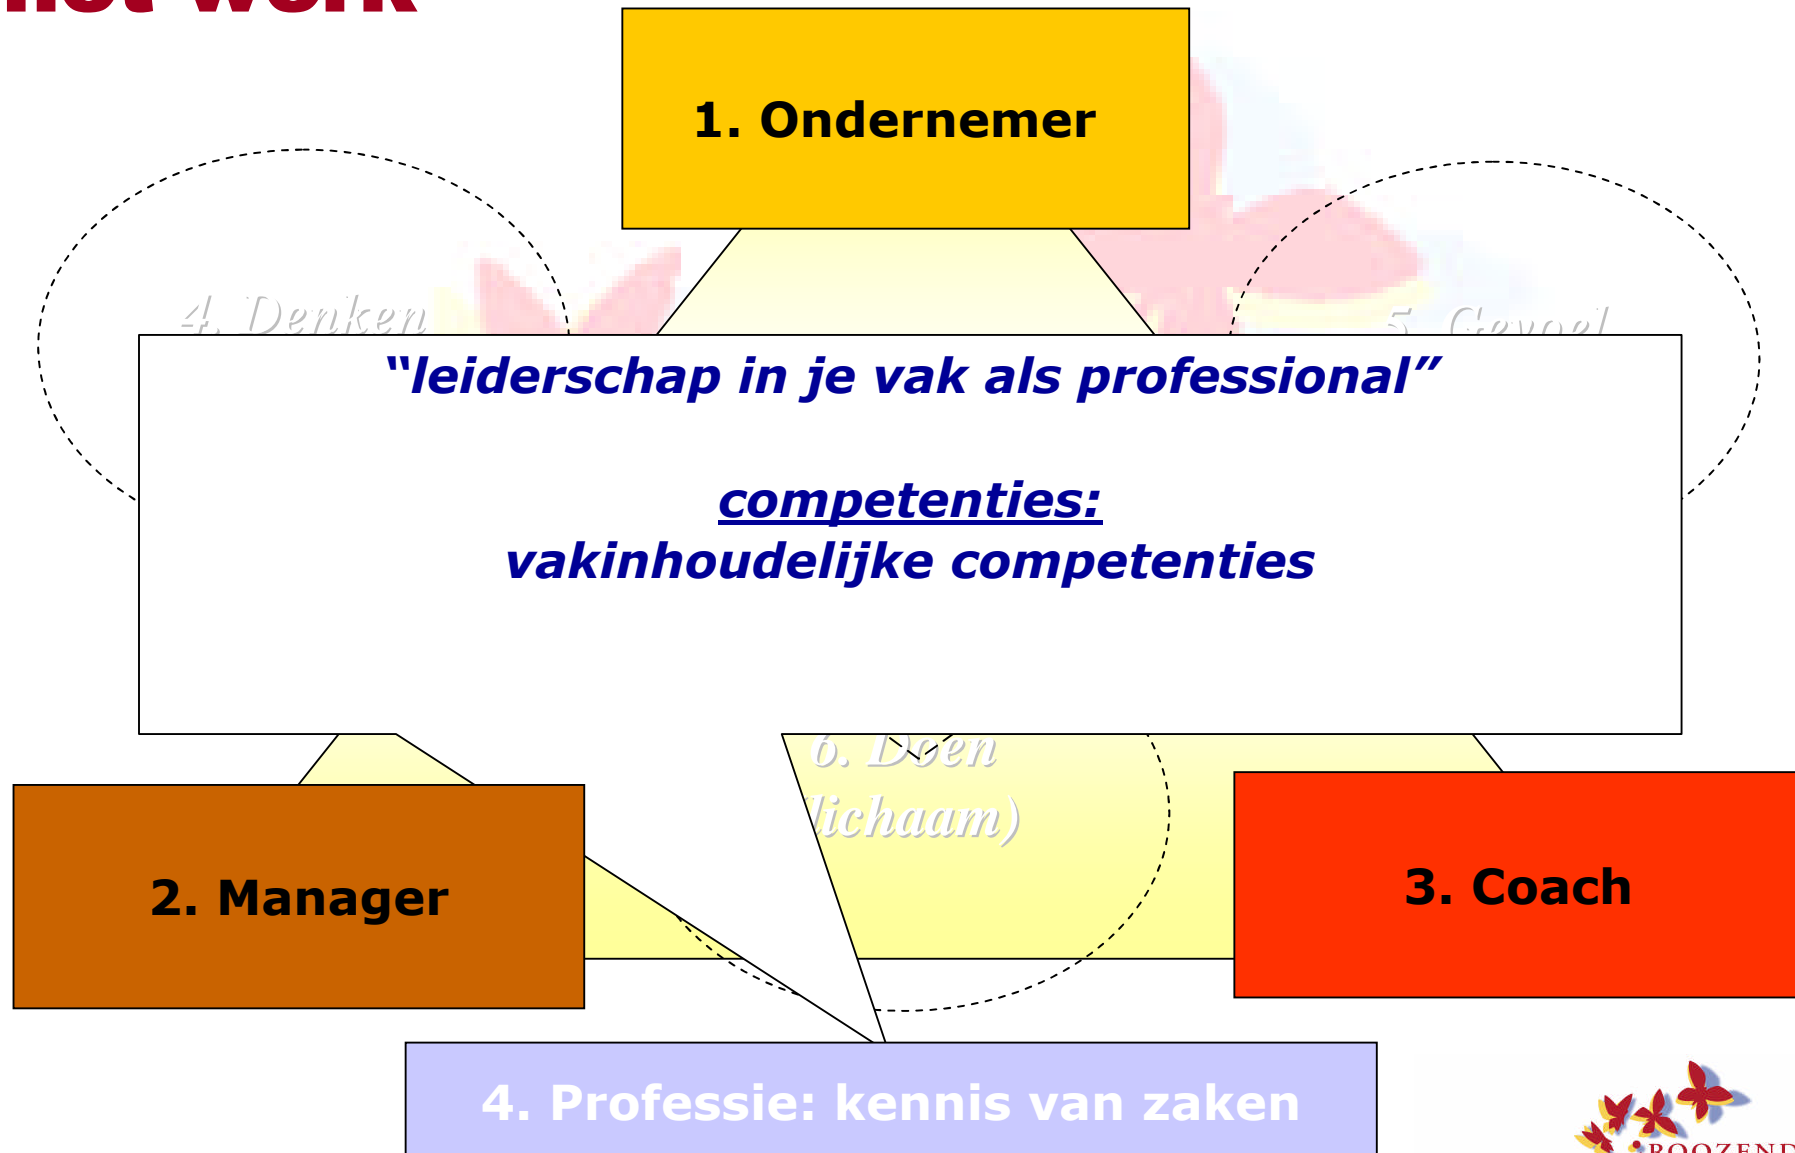 werk
1. Ondernemer
4. Denken
5. Gevoel
“leiderschap in je vak als professional”
competenties:
vakinhoudelijke competenties
6. Doen
lichaam)
2. Manager
3. Coach
4. Professie: kennis van zaken